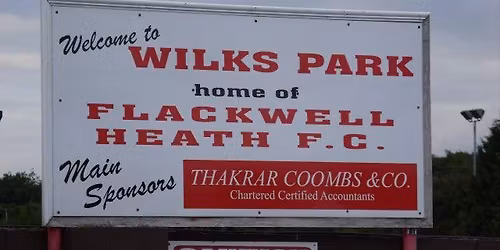 Welcome to
WILKS PARK
home of
FLACKWELL
HEATH F.C.
Main
Sponsors
THAKRAR COOMBS & CO.
Chartered Certified Accountants